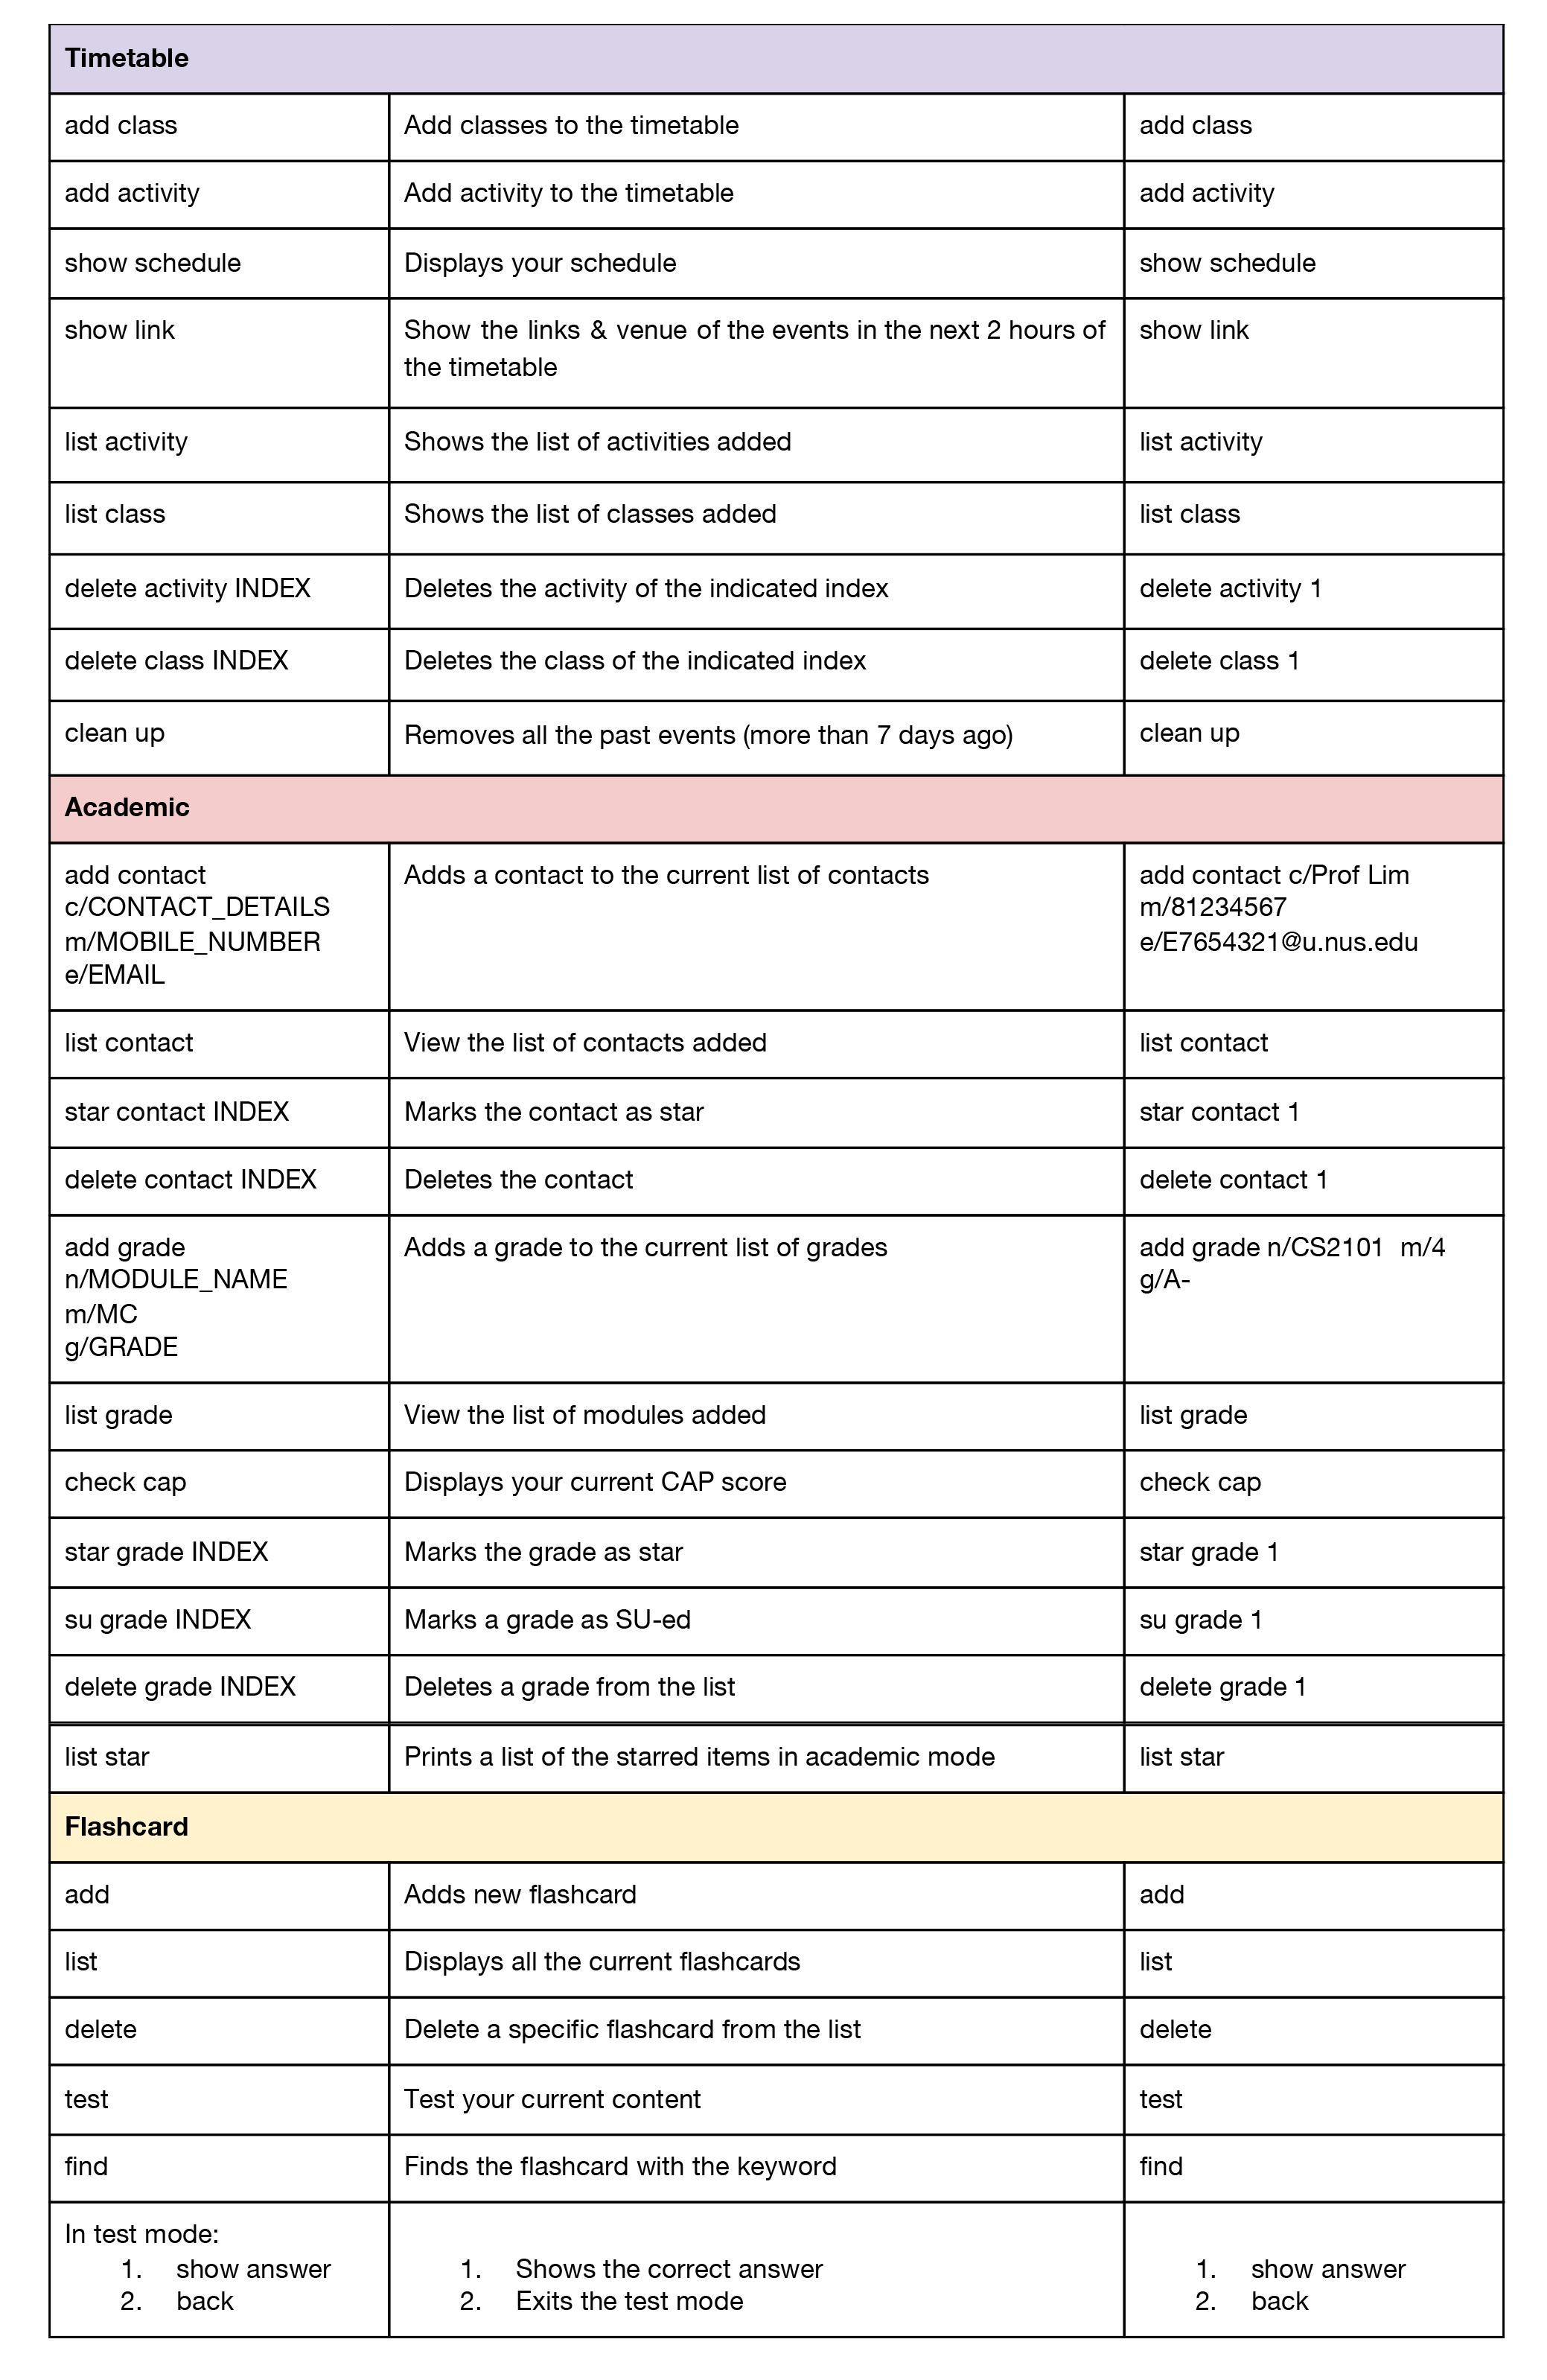 Timetable
add class
Add classes to the timetable
add class
add activity
Add activity to the timetable
add activity
show schedule
Displays your schedule
show schedule
show link
Show the links & venue of the events in the next 2 hours of
the timetable
show link
list activity
Shows the list of activities added
list activity
list class
Shows the list of classes added
list class
delete activity INDEX
Deletes the activity of the indicated index
delete activity 1
delete class INDEX
Deletes the class of the indicated index
delete class 1
clean up
Removes all the past events (more than 7 days ago)
clean up
Academic
add contact
c/CONTACT_DETAILS
m/MOBILE_NUMBER
e/EMAIL
Adds a contact to the current list of contacts
add contact c/Prof Lim
m/81234567
e/E7654321@u.nus.edu
list contact
View the list of contacts added
list contact
star contact INDEX
Marks the contact as star
star contact 1
delete contact INDEX
Deletes the contact
delete contact 1
add grade
n/MODULE_NAME
m/MC
g/GRADE
Adds a grade to the current list of grades
add grade n/CS2101 m/4
g/A-
list grade
View the list of modules added
list grade
check cap
Displays your current CAP score
check cap
star grade INDEX
Marks the grade as star
star grade 1
su grade INDEX
Marks a grade as SU-ed
su grade 1
delete grade INDEX
Deletes a grade from the list
delete grade 1
list star
Prints a list of the starred items in academic mode
list star
Flashcard
add
Adds new flashcard
add
list
Displays all the current flashcards
list
delete
Delete a specific flashcard from the list
delete
test
Test your current content
test
find
Finds the flashcard with the keyword
find
In test mode:
1. show answer
2. back
1. Shows the correct answer
2. Exits the test mode
1. show answer
2. back